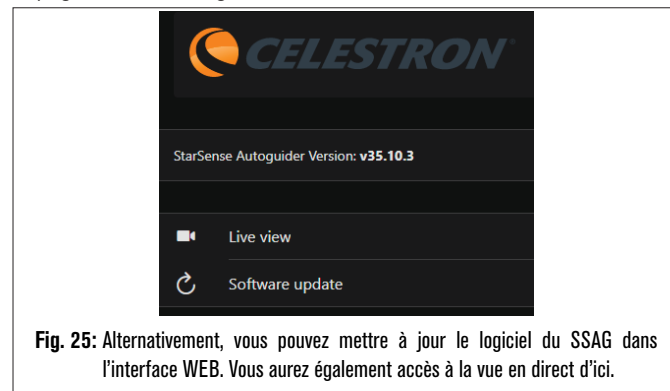 CELESTRON
StarSense Autoguider Version: v35.10.3
Live view
Software update
Fig. 25: Alternativement, vous pouvez mettre à jour le logiciel du SSAG dans
l'interface WEB. Vous aurez également accès à la vue en direct d'ici.